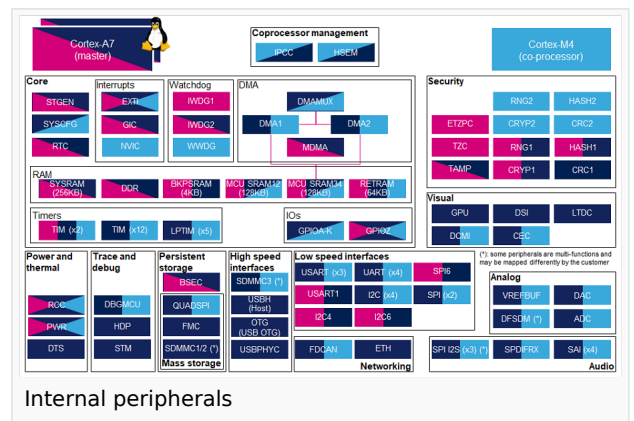 Cortex-A7
(master)
Coprocessor management
IPCC
HSEM
Cortex-M4
(co-processor)
Core
STGEN
SYSCFG
RTC
Interrupts
EXTI
GIC
NVIC
Watchdog
IWDG1
IWDG2
WWDG
DMA
DMAMUX
DMA1
DMA2
MDMA
Security
RNG2
HASH2
ETZPC
CRYP2
CRC2
TZC
RNG1
HASH1
TAMP
CRYP1
CRC1
RAM
SYSRAM
(256KB)
DDR
BKPSRAM
(4KB)
MCU SRAM12
(128KB)
MCU SRAM34
(128KB)
RETRAM
(64KB)
Timers
TIM (x2)
TIM (x12)
LPTIM (x5)
IOs
GPIOA-K
GPIOZ
Visual
GPU
DSI
LTDC
DCMI
CEC
(*): some peripherals are multi-functions and
may be mapped differently by the customer
Power and
thermal
RCC
PWR
DTS
Trace and
debug
DBGMCU
HDP
STM
Persistent
storage
BSEC
QUADSPI
FMC
SDMMC1/2 (*)
Mass storage
High speed
interfaces
SDMMC3 (*)
USBH
(Host)
OTG
(USB OTG)
USBPHYC
Low speed interfaces
USART (x3)
UART (x4)
SPI6
USART1
I2C (x4)
SPI (x2)
I2C4
I2C6
Analog
VREFBUF
DAC
DFSDM (*)
ADC
FDCAN
ETH
Networking
SPI I2S (x3) (*)
SPDIFRX
SAI (x4)
Audio
Internal peripherals